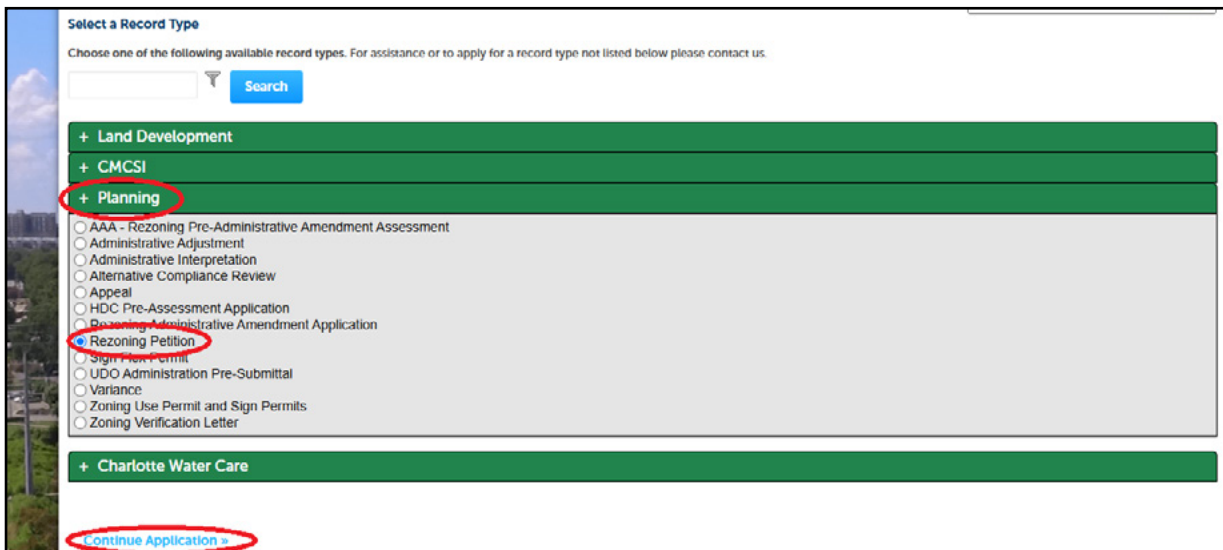 Select a Record Type
Choose one of the following available record types. For assistance or to apply for a record type not listed below please contact us.
Search
+ Land Development
+ CMCSI
+ Planning
AAA - Rezoning Pre-Administrative Amendment Assessment
Administrative Adjustment
Administrative Interpretation
Alternative Compliance Review
Appeal
HDC Pre-Assessment Application
Rezoning Administrative Amendment Application
Rezoning Petition
Sign Flex Permit
UDO Administration Pre-Submittal
Variance
Zoning Use Permit and Sign Permits
Zoning Verification Letter
+ Charlotte Water Care
Continue Application »